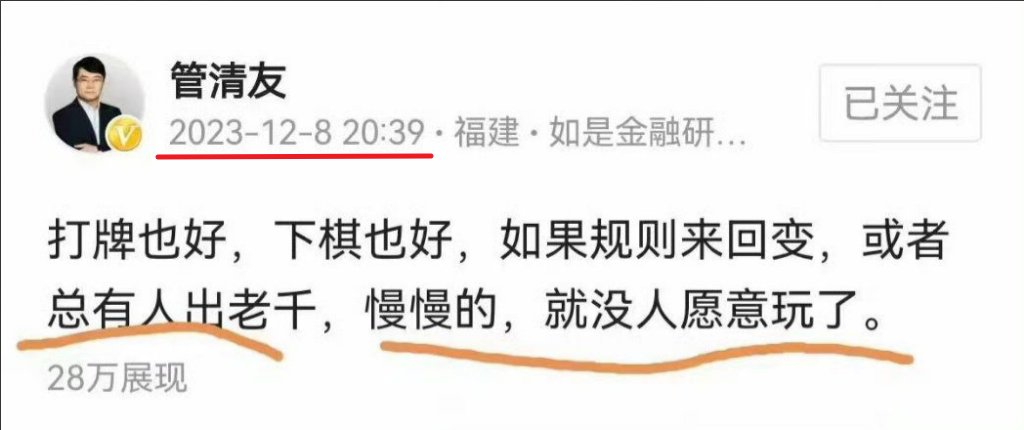 管清友
2023-12-8 20:39 · 福建 · 如是金融研...
已关注
打牌也好，下棋也好，如果规则来回变，或者
总有人出老千，慢慢的，就没人愿意玩了。
28万展现